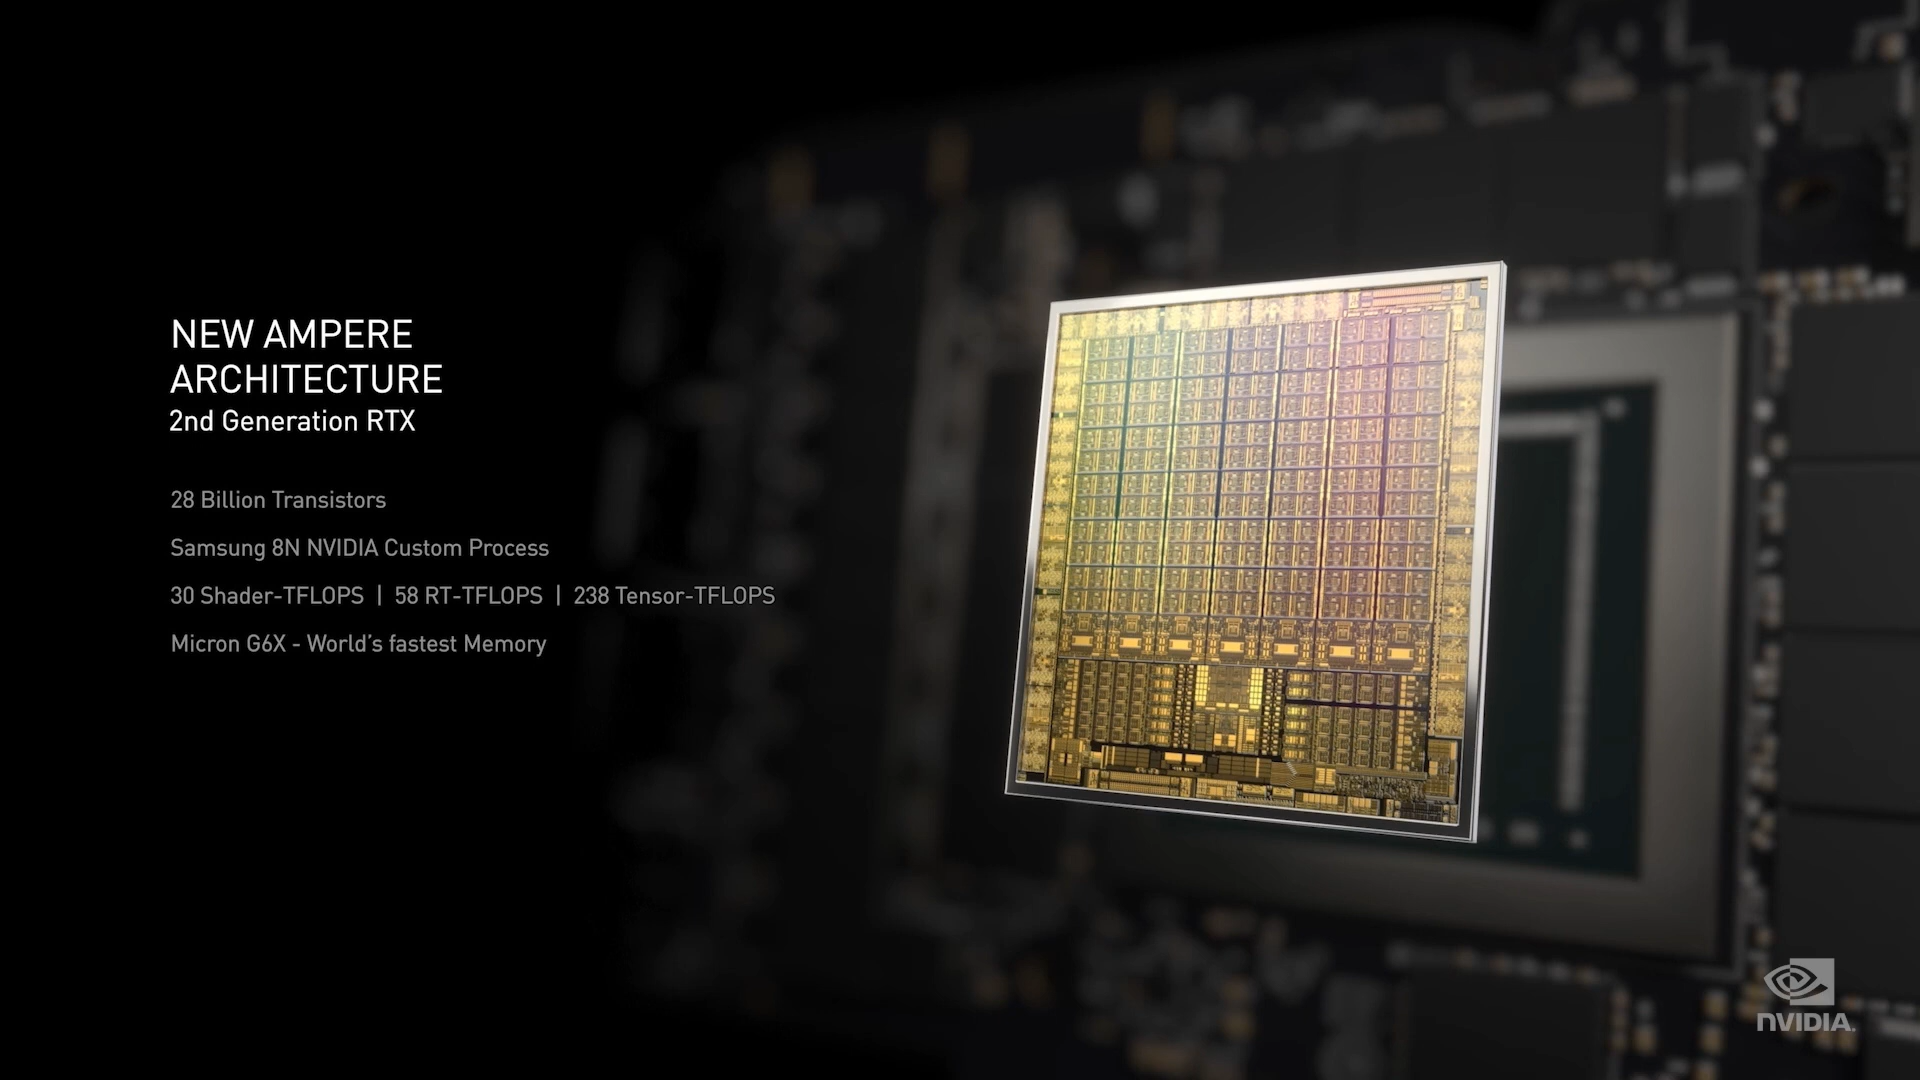 NEW AMPERE
ARCHITECTURE
2nd Generation RTX
28 Billion Transistors
Samsung 8N NVIDIA Custom Process
30 Shader-TFLOPS | 58 RT-TFLOPS | 238 Tensor-TFLOPS
Micron G6X - World’s fastest Memory
NVIDIA.